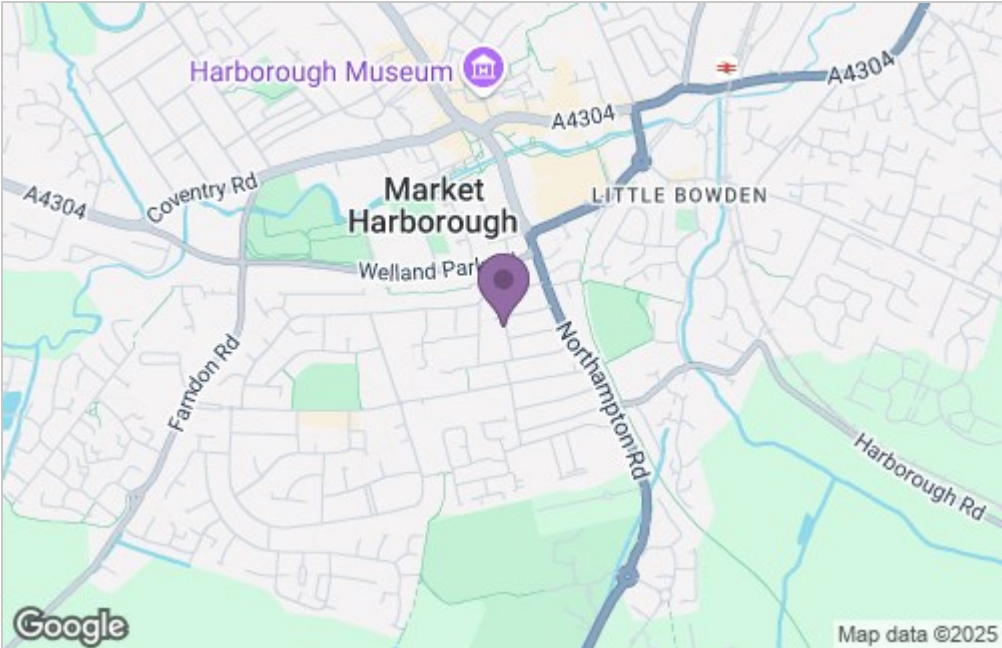 Harborough Museum
A4304
A4304
A4304
Coventry Rd
Market
Harborough
LITTLE BOWDEN
Welland Park
Farndon Rd
Northampton Rd
Harborough Rd
Google
Map data ©2025